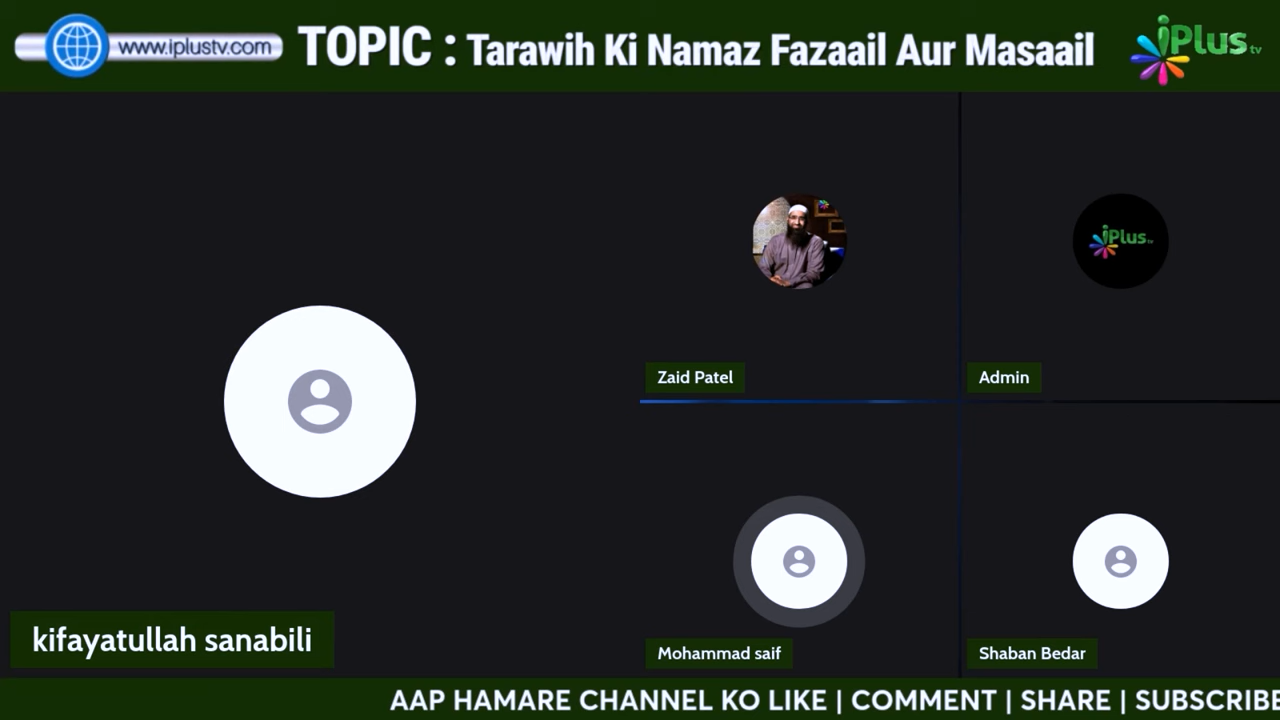 www.iplustv.com
TOPIC : Tarawih Ki Namaz Fazaail Aur Masaail
iPlus tv
iPlus tv
Zaid Patel
Admin
kifayatullah sanabili
Mohammad saif
Shaban Bedar
AAP HAMARE CHANNEL KO LIKE | COMMENT | SHARE | SUBSCRIBE